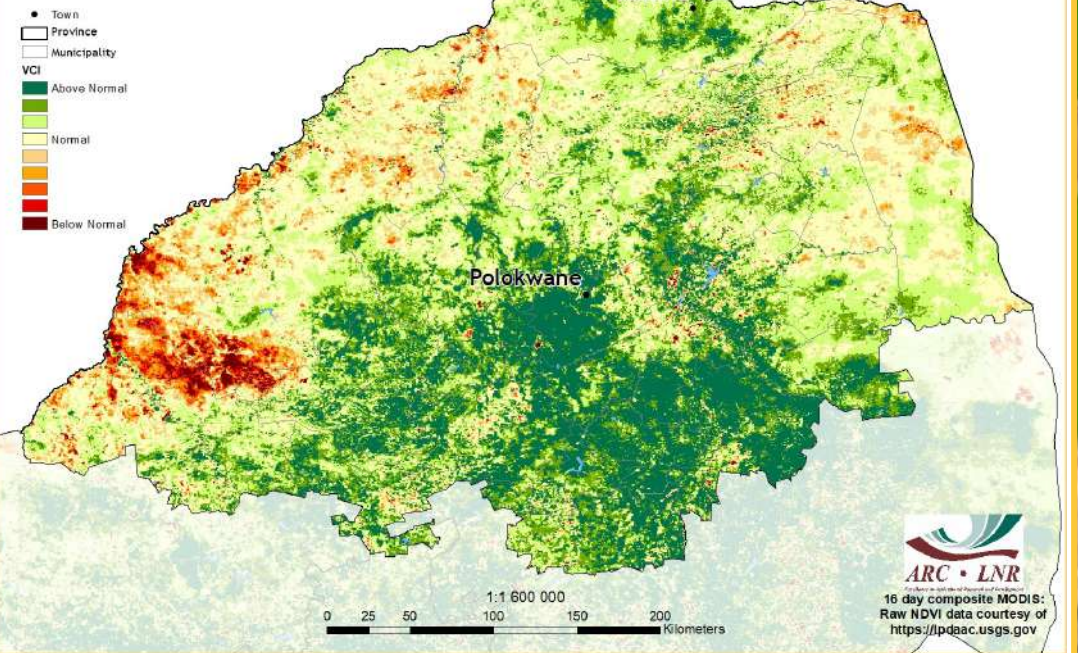 Town
Province
Municipality
VCI
Above Normal
Normal
Below Normal
Polokwane
ARC • LNR
1:1 600 000
0 25 50 100 150 200
Kilometers
16 day composite MODIS:
Raw NDVI data courtesy of
https://lpdaac.usgs.gov